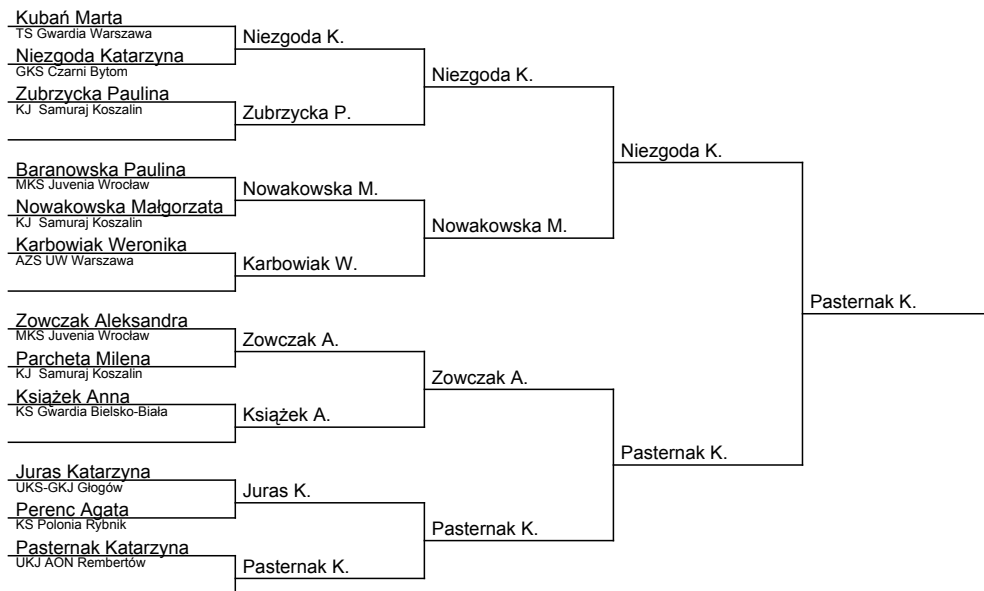 Kubań Marta
TS Gwardia Warszawa
Niezgoda K.
Niezgoda Katarzyna
GKS Czarni Bytom
Niezgoda K.
Zubrzycka Paulina
KJ  Samuraj Koszalin
Zubrzycka P.
Niezgoda K.
Baranowska Paulina
MKS Juvenia Wrocław
Nowakowska M.
Nowakowska Małgorzata
KJ  Samuraj Koszalin
Nowakowska M.
Karbowiak Weronika
AZS UW Warszawa
Karbowiak W.
Pasternak K.
Zowczak Aleksandra
MKS Juvenia Wrocław
Zowczak A.
Parcheta Milena
KJ  Samuraj Koszalin
Zowczak A.
Książek Anna
KS Gwardia Bielsko-Biała
Książek A.
Pasternak K.
Juras Katarzyna
UKS-GKJ Głogów
Juras K.
Perenc Agata
KS Polonia Rybnik
Pasternak K.
Pasternak Katarzyna
UKJ AON Rembertów
Pasternak K.